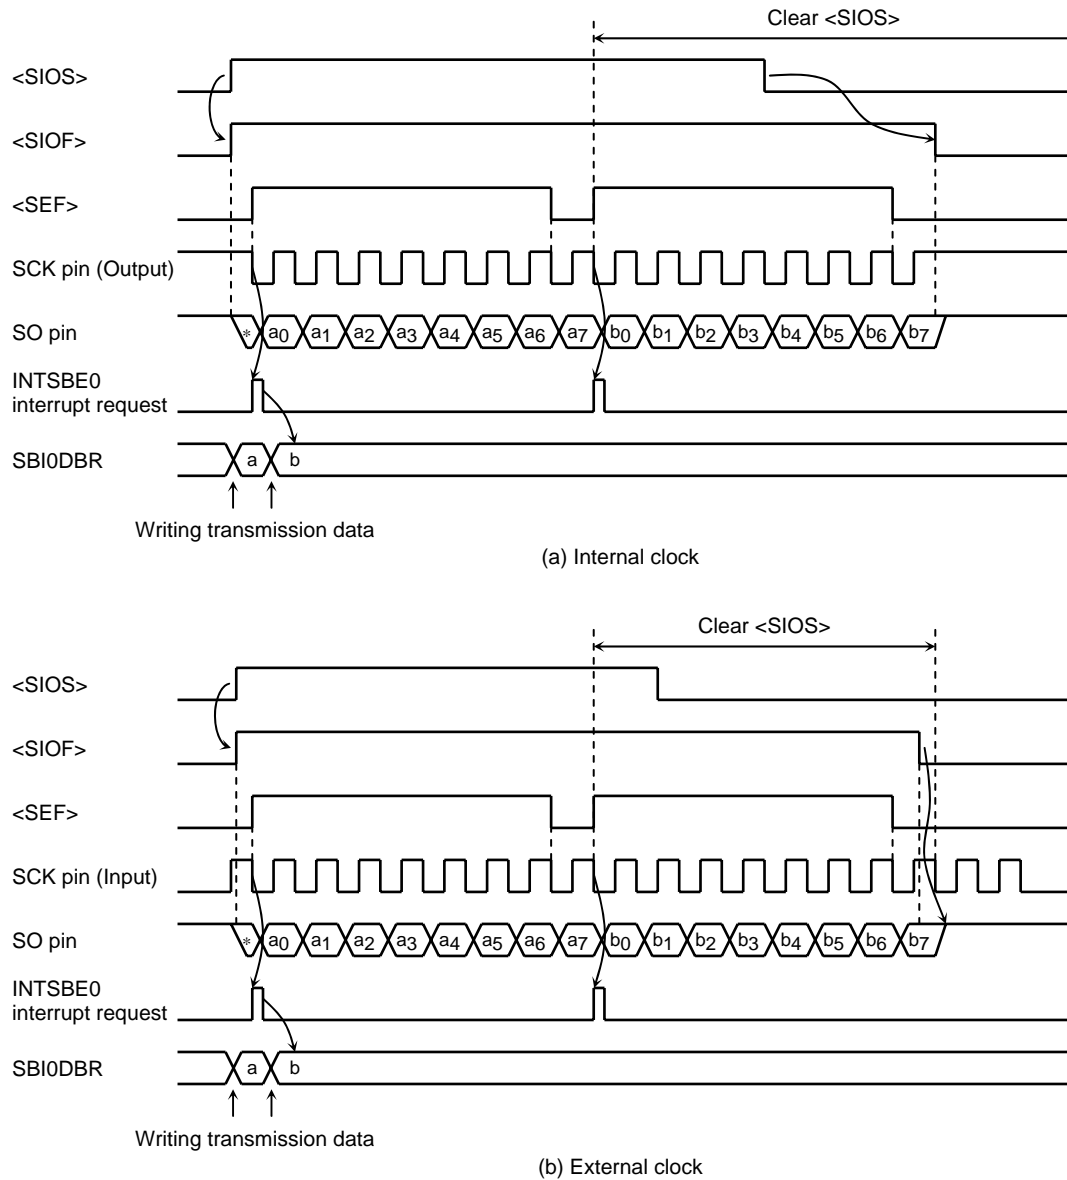 Clear <SIOS>
<SIOS>
<SIOF>
<SEF>
SCK pin (Output)
SO pin
* a0 a1 a2 a3 a4 a5 a6 a7 b0 b1 b2 b3 b4 b5 b6 b7
INTSBE0
interrupt request
SBI0DBR
a b
Writing transmission data
(a) Internal clock
Clear <SIOS>
<SIOS>
<SIOF>
<SEF>
SCK pin (Input)
SO pin
* a0 a1 a2 a3 a4 a5 a6 a7 b0 b1 b2 b3 b4 b5 b6 b7
INTSBE0
interrupt request
SBI0DBR
a b
Writing transmission data
(b) External clock